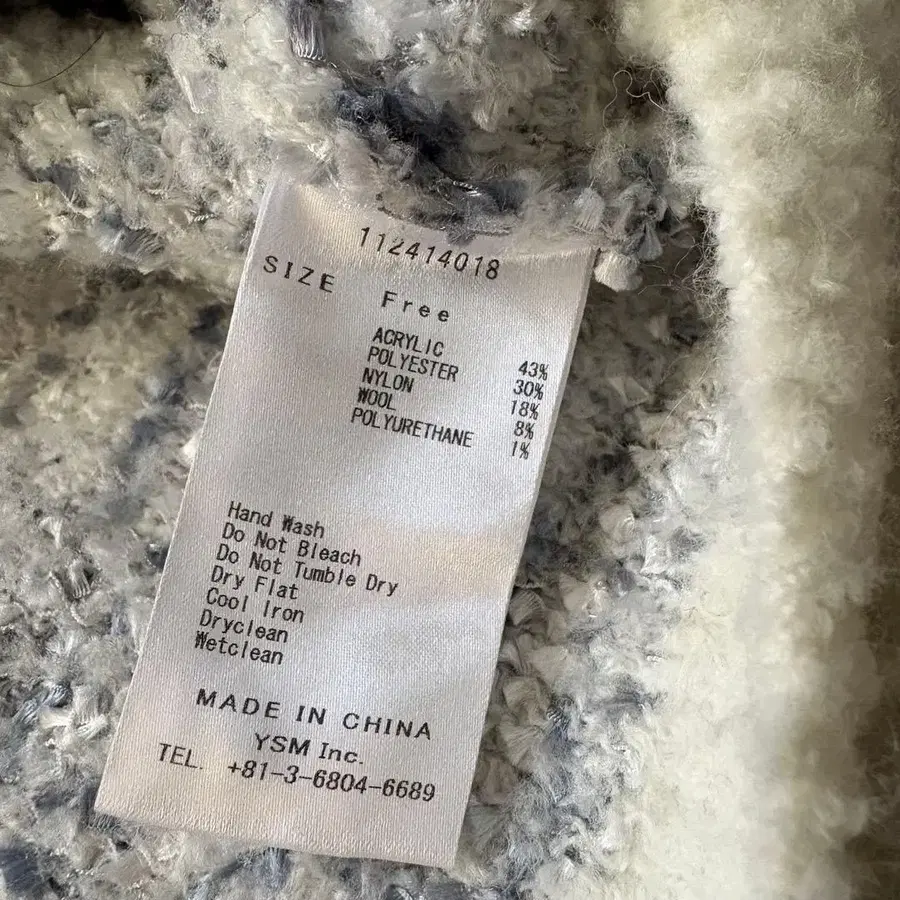 112414018
SIZE Free
ACRYLIC 43%
POLYESTER 30%
NYLON 18%
WOOL 8%
POLYURETHANE 1%
Hand Wash
Do Not Bleach
Do Not Tumble Dry
Dry Flat
Cool Iron
Dryclean
Wetclean
MADE IN CHINA
YSM Inc.
TEL. +81-3-6804-6689